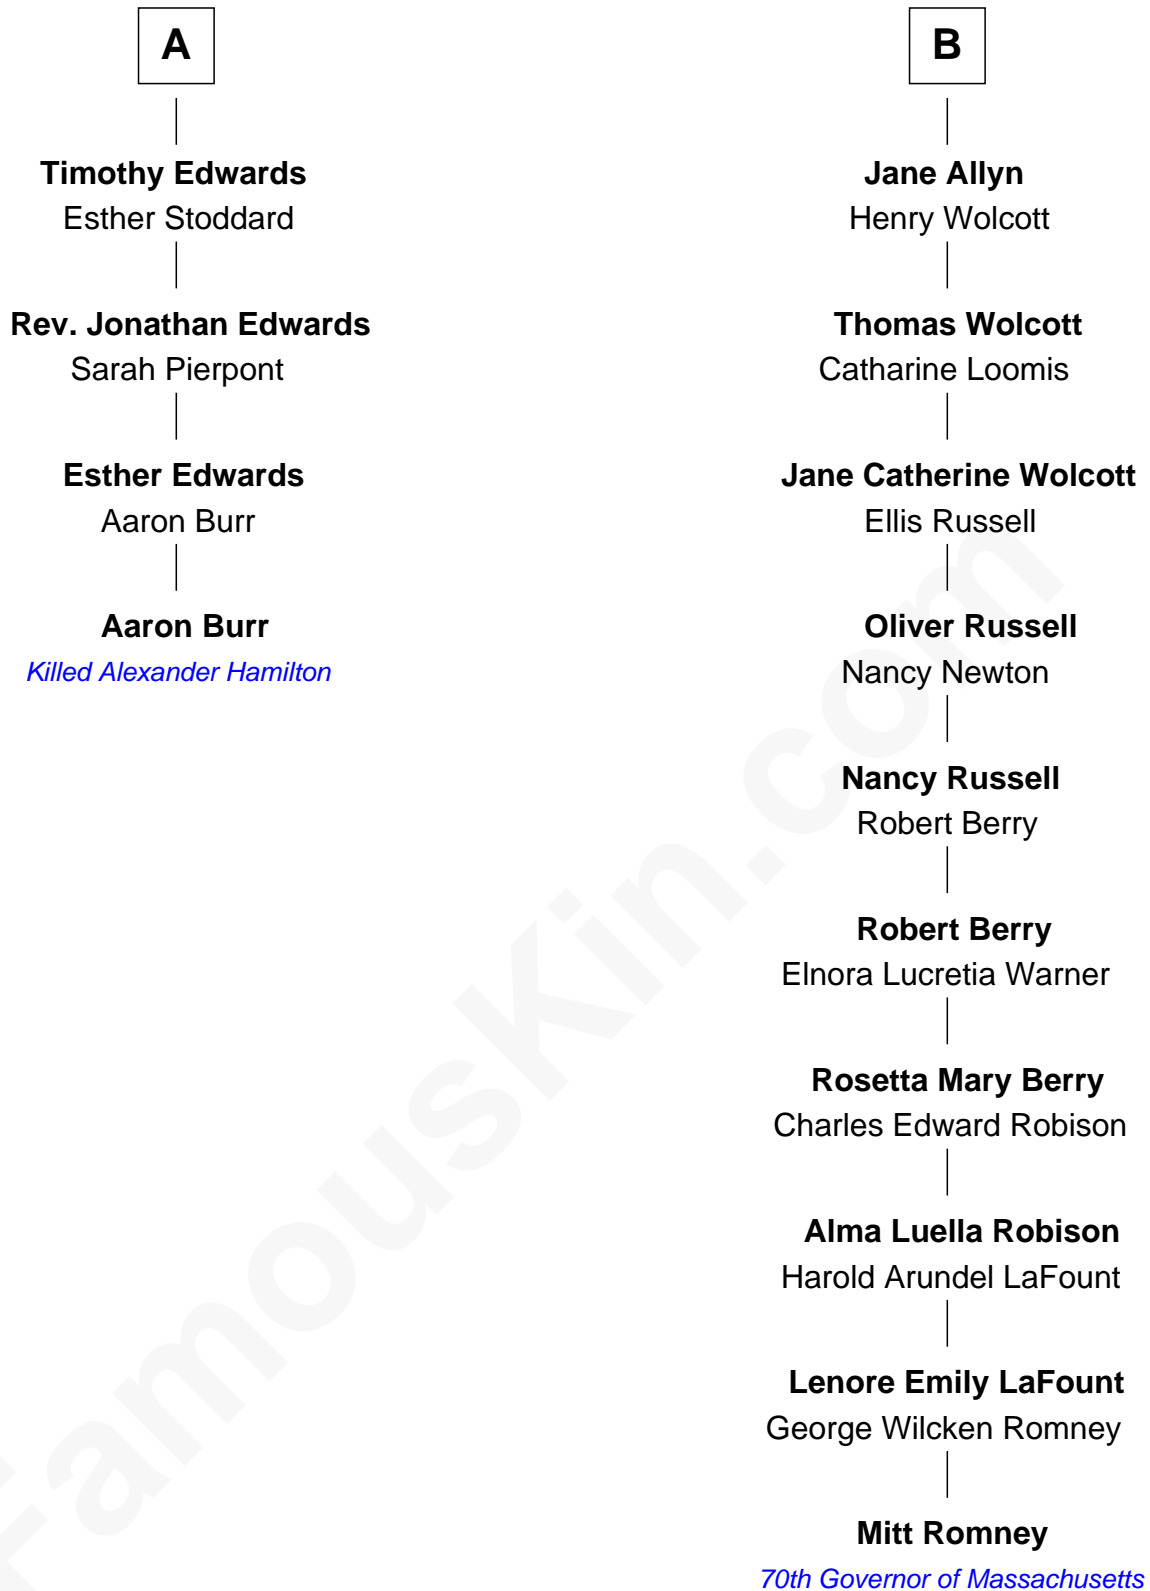 A
Timothy Edwards
Esther Stoddard
Rev. Jonathan Edwards
Sarah Pierpont
Esther Edwards
Aaron Burr
Aaron Burr
Killed Alexander Hamilton
B
Jane Allyn
Henry Wolcott
Thomas Wolcott
Catharine Loomis
Jane Catherine Wolcott
Ellis Russell
Oliver Russell
Nancy Newton
Nancy Russell
Robert Berry
Robert Berry
Elnora Lucretia Warner
Rosetta Mary Berry
Charles Edward Robison
Alma Luella Robison
Harold Arundel LaFount
Lenore Emily LaFount
George Wilcken Romney
Mitt Romney
70th Governor of Massachusetts
FamousKin.com